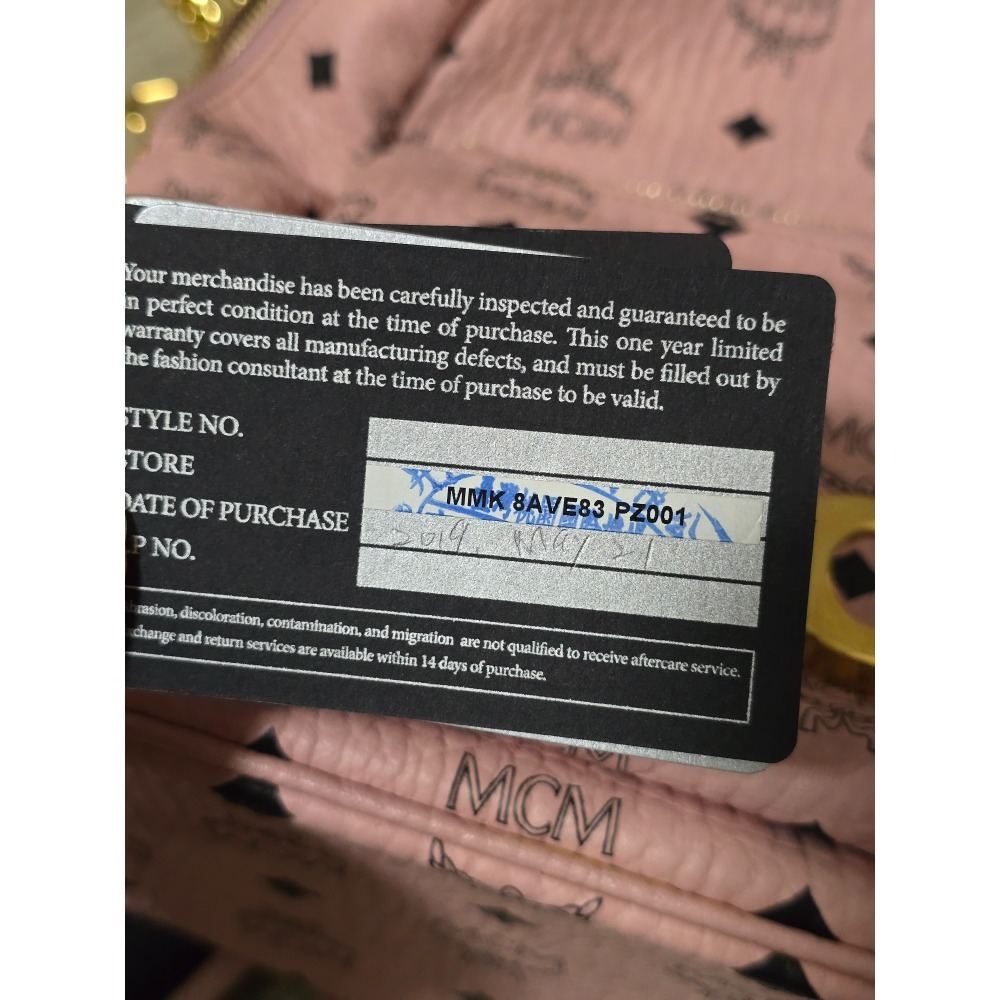 Your merchandise has been carefully inspected and guaranteed to be
in perfect condition at the time of purchase. This one year limited
warranty covers all manufacturing defects, and must be filled out by
the fashion consultant at the time of purchase to be valid.
STYLE NO.
STORE
MMK 8AVE83 PZ001
DATE OF PURCHASE
2019. May 21
.P NO.
brasion, discoloration, contamination, and migration are not qualified to receive aftercare service.
xchange and return services are available within 14 days of purchase.
MCM